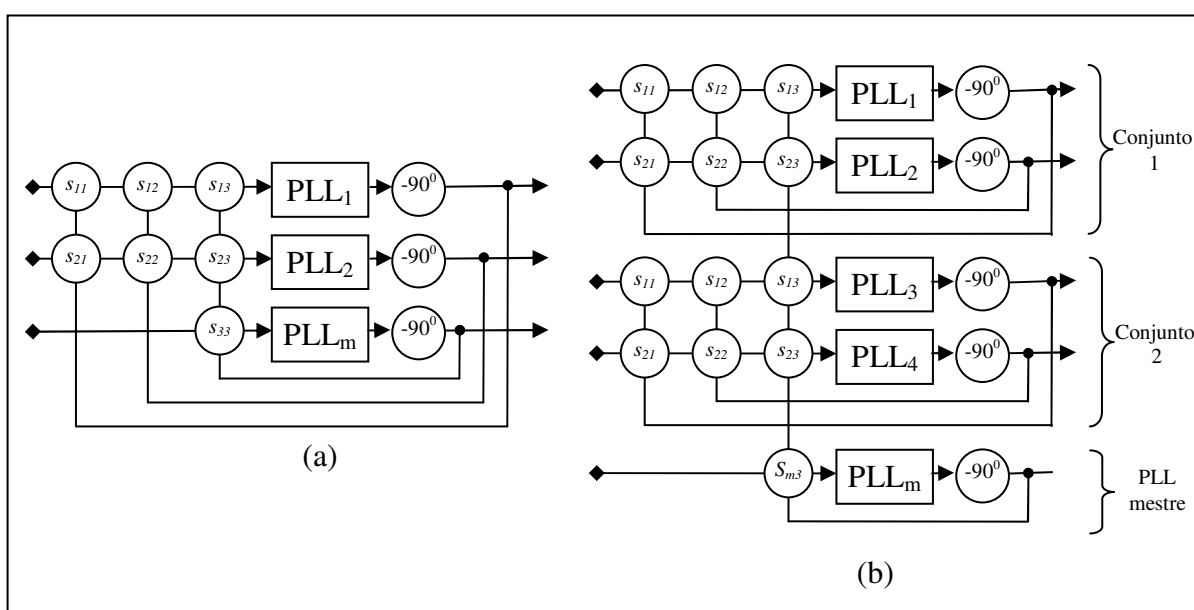 s11 s12 s13 PLL1 -90⁰
s21 s22 s23 PLL2 -90⁰
s33 PLLm -90⁰
(a)
s11 s12 s13 PLL1 -90⁰
s21 s22 s23 PLL2 -90⁰
Conjunto
1
s11 s12 s13 PLL3 -90⁰
s21 s22 s23 PLL4 -90⁰
Conjunto
2
Sm3 PLLm -90⁰
PLL
mestre
(b)